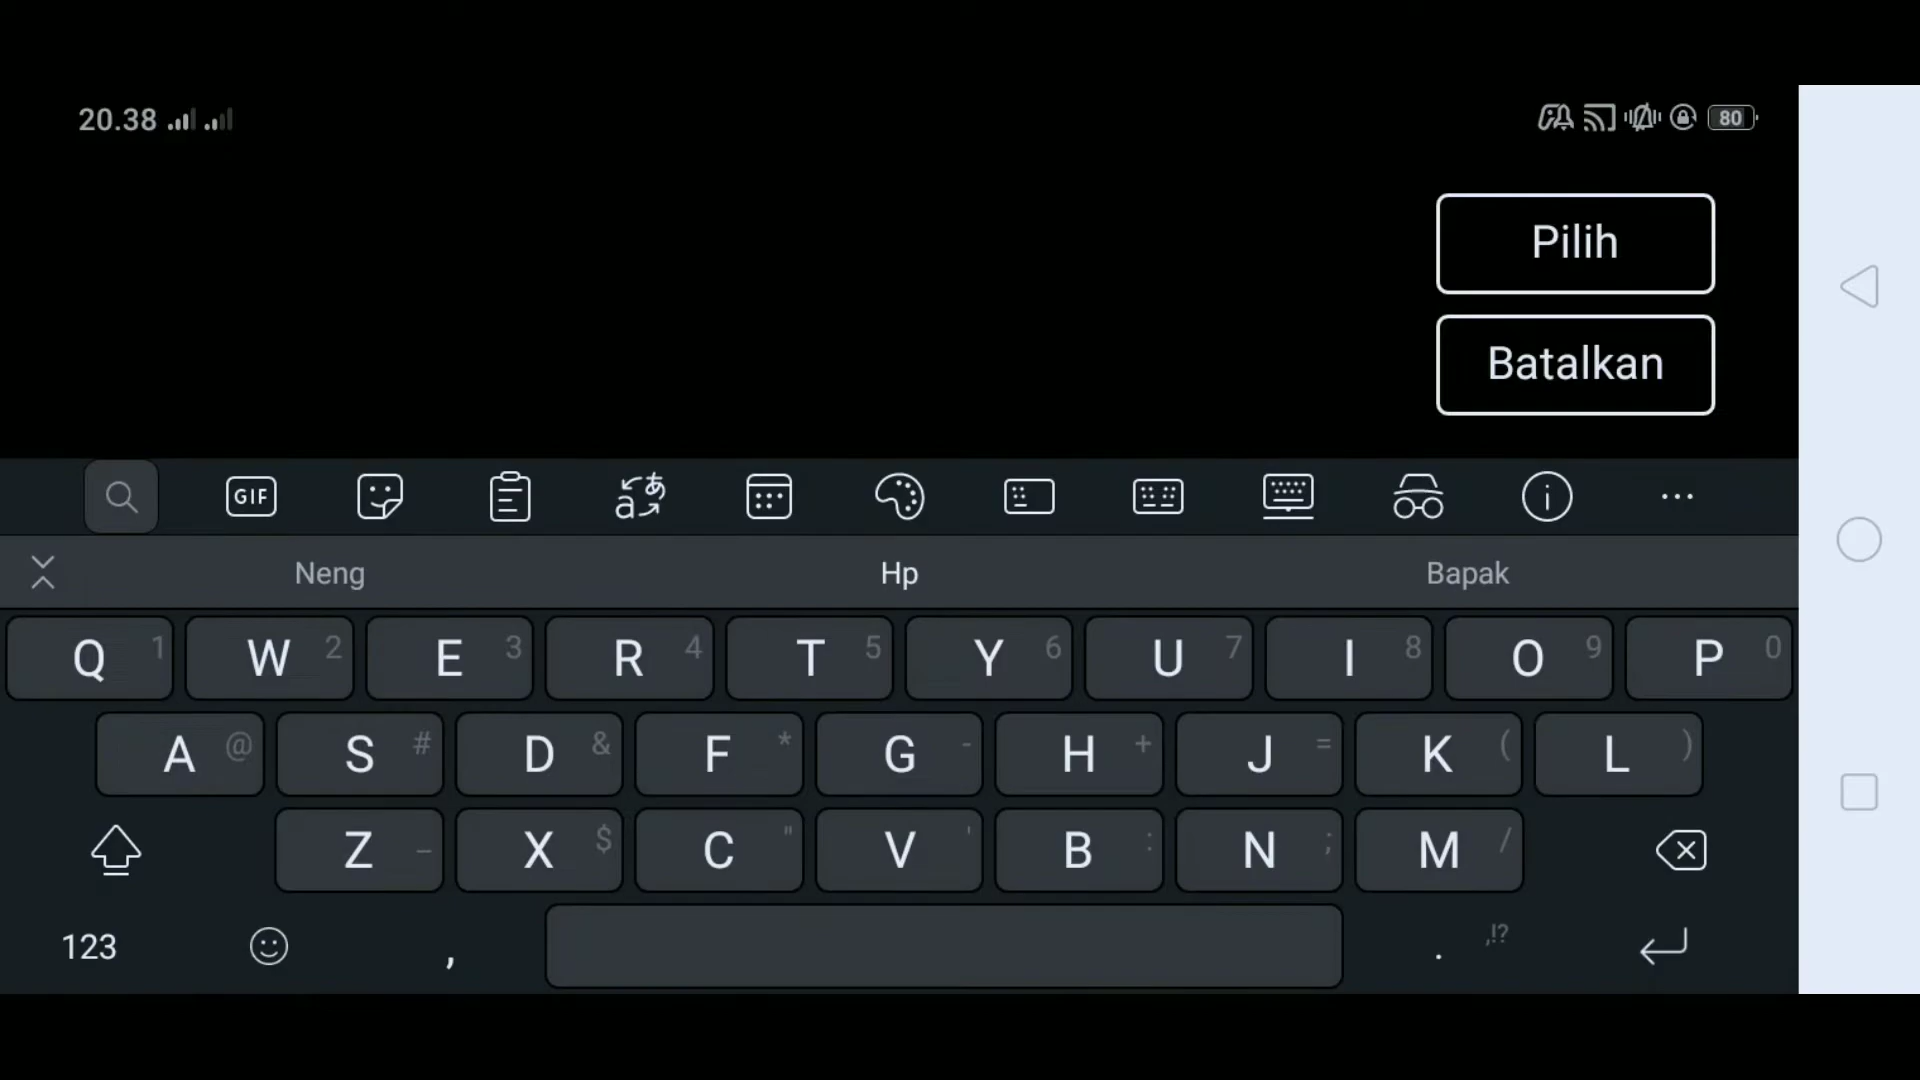 20.38
80
Pilih
Batalkan
GIF
Neng Hp Bapak
Q 1 W 2 E 3 R 4 T 5 Y 6 U 7 I 8 O 9 P 0
A @ S # D & F * G - H + J = K ( L )
Z _ X $ C " V ' B : N ; M /
123 , . ,!?